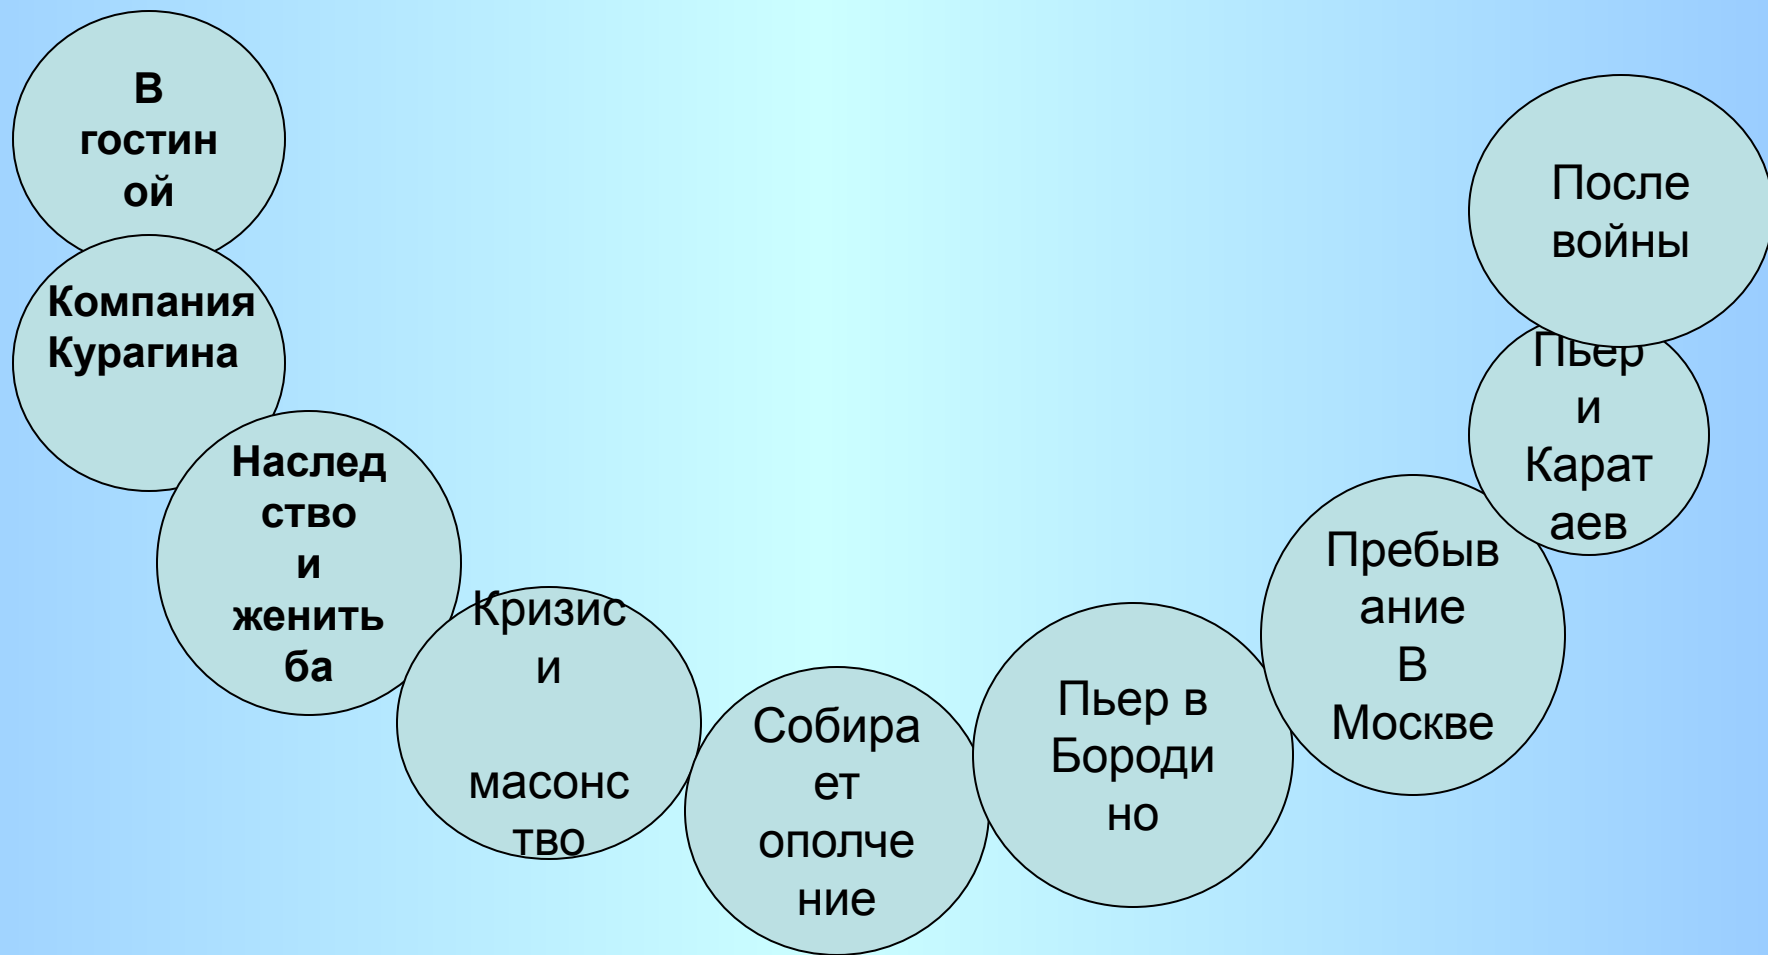 В
гостин
ой
Компания
Курагина
Наслед
ство
и
женить
ба
Кризис
и
масонс
тво
Собира
ет
ополче
ние
Пьер в
Бороди
но
Пребыв
ание
В
Москве
Пьер
и
Карат
аев
После
войны